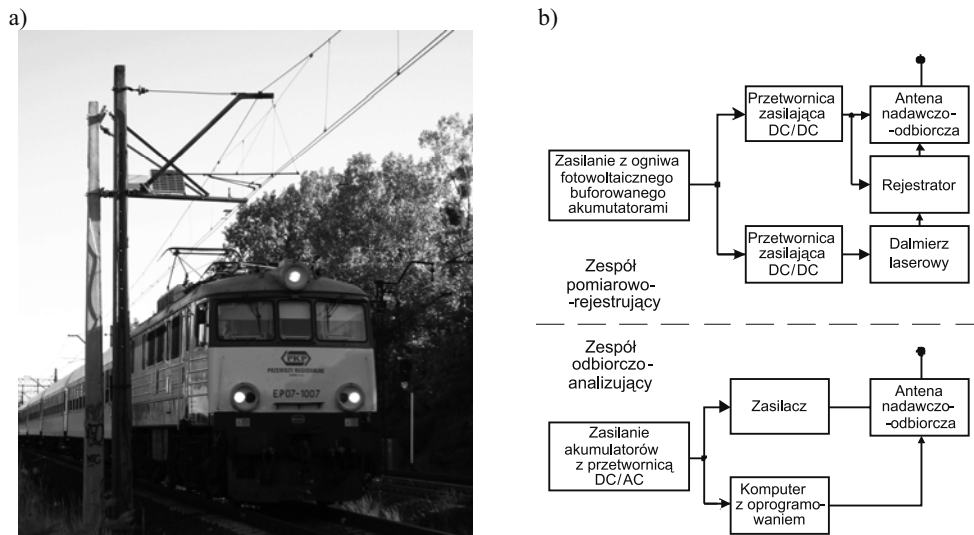 a)
PKP
PRZEWOZY REGIONALNE
EP07-1007
b)
Przetwornica
zasilająca
DC/DC
Antena
nadawczo-
-odbiorcza
Zasilanie z ogniwa
fotowoltaicznego
buforowanego
akumutatorami
Rejestrator
Przetwornica
zasilająca
DC/DC
Dalmierz
laserowy
Zespół
pomiarowo-
-rejestrujący
Zespół
odbiorczo-
analizujący
Zasilacz
Antena
nadawczo-
-odbiorcza
Zasilanie
akumulatorów
z przetwornicą
DC/AC
Komputer
z oprogramo-
waniem